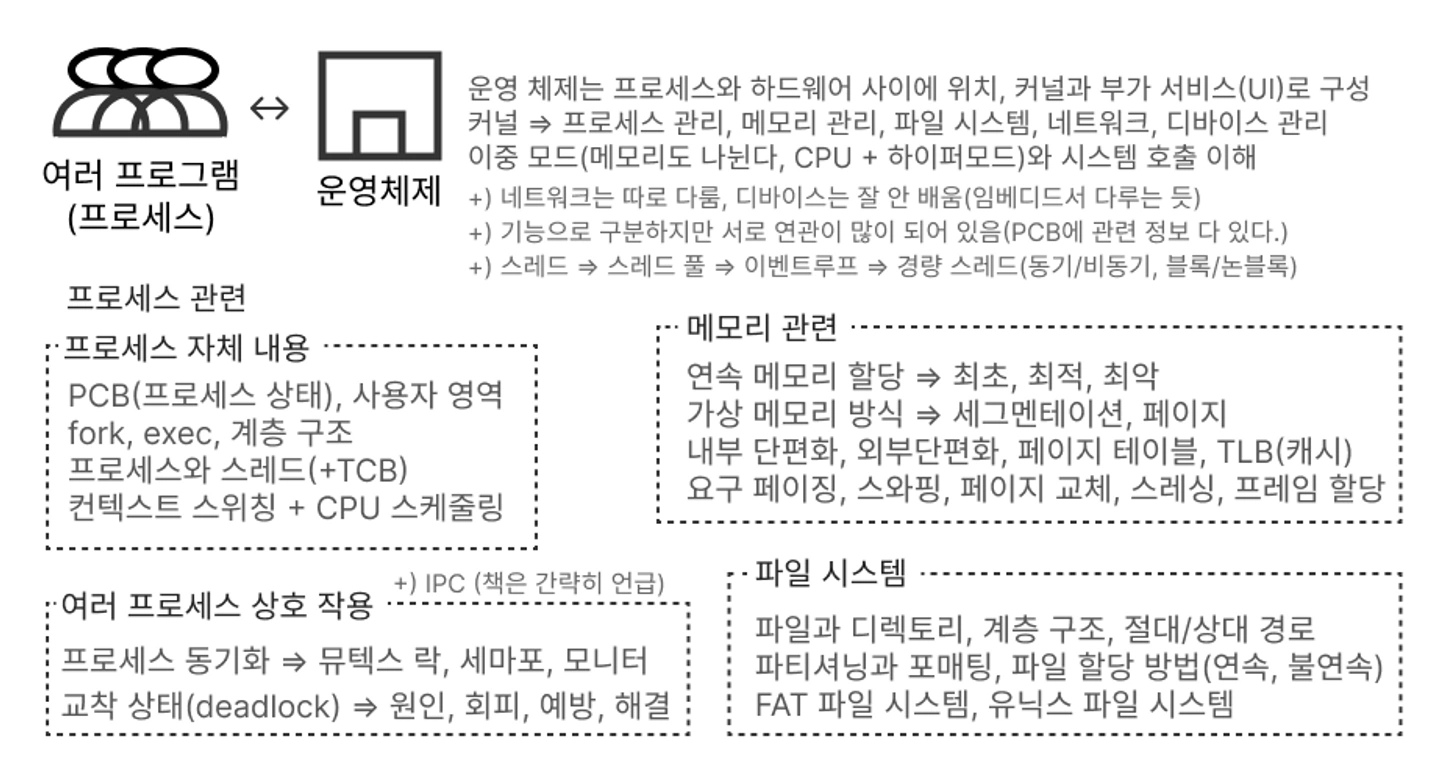 여러 프로그램
(프로세스)
운영체제
운영 체제는 프로세스와 하드웨어 사이에 위치, 커널과 부가 서비스(UI)로 구성
커널 ⇒ 프로세스 관리, 메모리 관리, 파일 시스템, 네트워크, 디바이스 관리
이중 모드(메모리도 나뉜다, CPU + 하이퍼모드)와 시스템 호출 이해
+) 네트워크는 따로 다룸, 디바이스는 잘 안 배움(임베디드서 다루는 듯)
+) 기능으로 구분하지만 서로 연관이 많이 되어 있음(PCB에 관련 정보 다 있다.)
+) 스레드 ⇒ 스레드 풀 ⇒ 이벤트루프 ⇒ 경량 스레드(동기/비동기, 블록/논블록)
프로세스 관련
프로세스 자체 내용
PCB(프로세스 상태), 사용자 영역
fork, exec, 계층 구조
프로세스와 스레드(+TCB)
컨텍스트 스위칭 + CPU 스케줄링
메모리 관련
연속 메모리 할당 ⇒ 최초, 최적, 최악
가상 메모리 방식 ⇒ 세그멘테이션, 페이지
내부 단편화, 외부단편화, 페이지 테이블, TLB(캐시)
요구 페이징, 스와핑, 페이지 교체, 스레싱, 프레임 할당
+) IPC (책은 간략히 언급)
여러 프로세스 상호 작용
프로세스 동기화 ⇒ 뮤텍스 락, 세마포, 모니터
교착 상태(deadlock) ⇒ 원인, 회피, 예방, 해결
파일 시스템
파일과 디렉토리, 계층 구조, 절대/상대 경로
파티셔닝과 포매팅, 파일 할당 방법(연속, 불연속)
FAT 파일 시스템, 유닉스 파일 시스템